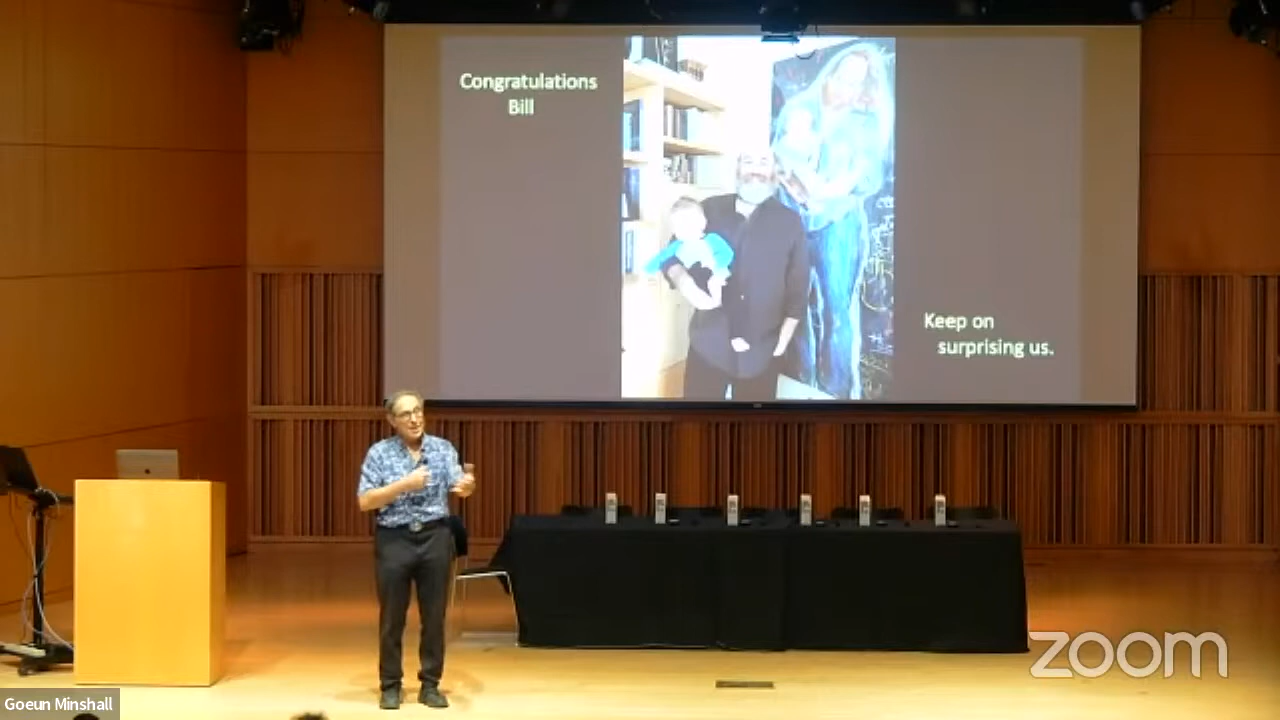 Congratulations
Bill
Keep on
surprising us.
zoom
Goeun Minshall